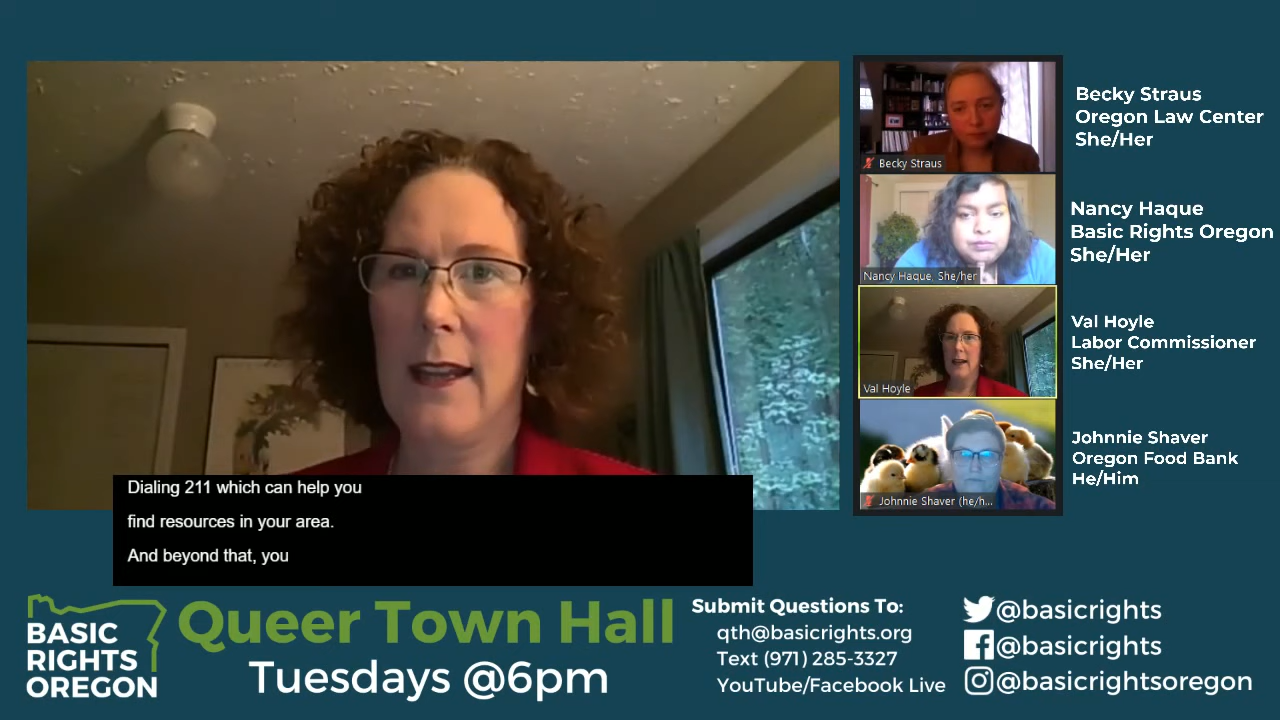 Becky Straus
Oregon Law Center
She/Her
Becky Straus
Nancy Haque
Basic Rights Oregon
She/Her
Nancy Haque, She/her
Val Hoyle
Labor Commissioner
She/Her
Val Hoyle
Johnnie Shaver
Oregon Food Bank
He/Him
Johnnie Shaver (he/h...
Dialing 211 which can help you
find resources in your area.
And beyond that, you
BASIC
RIGHTS
OREGON
Queer Town Hall
Tuesdays @6pm
Submit Questions To:
qth@basicrights.org
Text (971) 285-3327
YouTube/Facebook Live
@basicrights
@basicrights
@basicrightsoregon